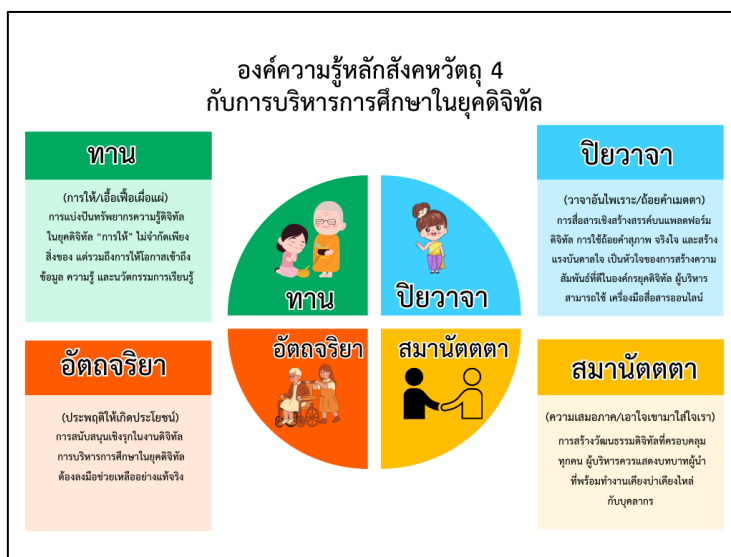 องค์ความรู้หลักสังคหวัตถุ 4
กับการบริหารการศึกษาในยุคดิจิทัล
ทาน
(การให้/เอื้อเฟื้อเผื่อแผ่)
การแบ่งปันทรัพยากรความรู้ดิจิทัล
ในยุคดิจิทัล “การให้” ไม่จำกัดเพียง
สิ่งของ แต่รวมถึงการให้โอกาสเข้าถึง
ข้อมูล ความรู้ และนวัตกรรมการเรียนรู้
ปิยวาจา
(วาจาอันไพเราะ/ถ้อยคำเมตตา)
การสื่อสารเชิงสร้างสรรค์บนแพลตฟอร์ม
ดิจิทัล การใช้ถ้อยคำสุภาพ จริงใจ และสร้าง
แรงบันดาลใจ เป็นหัวใจของการสร้างความ
สัมพันธ์ที่ดีในองค์กรยุคดิจิทัล ผู้บริหาร
สามารถใช้ เครื่องมือสื่อสารออนไลน์
ทาน
ปิยวาจา
อัตถจริยา
สมานัตตตา
อัตถจริยา
(ประพฤติให้เกิดประโยชน์)
การสนับสนุนเชิงรุกในงานดิจิทัล
การบริหารการศึกษาในยุคดิจิทัล
ต้องลงมือช่วยเหลืออย่างแท้จริง
สมานัตตตา
(ความเสมอภาค/เอาใจเขามาใส่ใจเรา)
การสร้างวัฒนธรรมดิจิทัลที่ครอบคลุม
ทุกคน ผู้บริหารควรแสดงบทบาทผู้นำ
ที่พร้อมทำงานเคียงบ่าเคียงไหล่
กับบุคลากร